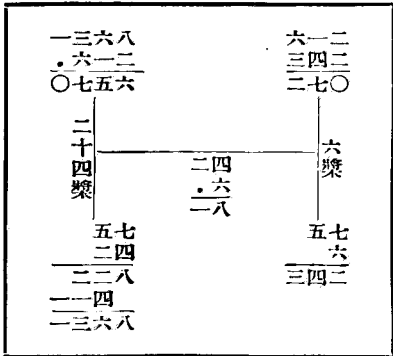 一三六八
.六一二
〇七五六
六一二
三四二
二七〇
二十四槳
二四
.六
一八
六槳
五七
二四
二二八
一一四
一三六八
五七
六
三四二